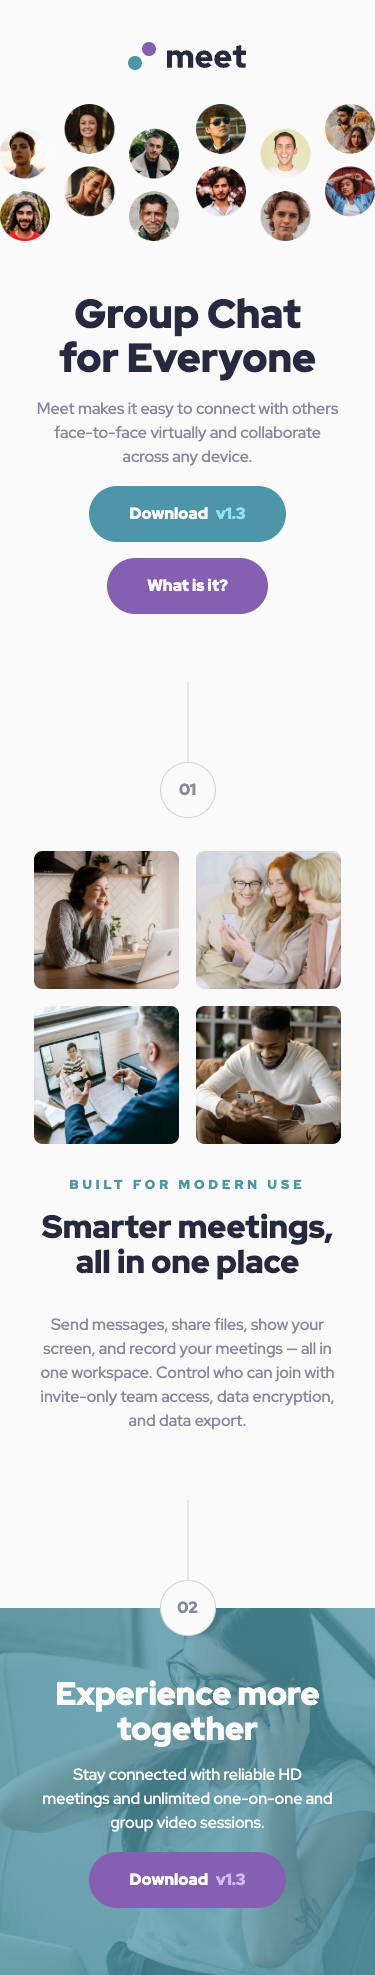 meet
Group Chat
for Everyone
Meet makes it easy to connect with others
face-to-face virtually and collaborate
across any device.
Download v1.3
What is it?
01
BUILT FOR MODERN USE
Smarter meetings,
all in one place
Send messages, share files, show your
screen, and record your meetings — all in
one workspace. Control who can join with
invite-only team access, data encryption,
and data export.
02
Experience more
together
Stay connected with reliable HD
meetings and unlimited one-on-one and
group video sessions.
Download v1.3